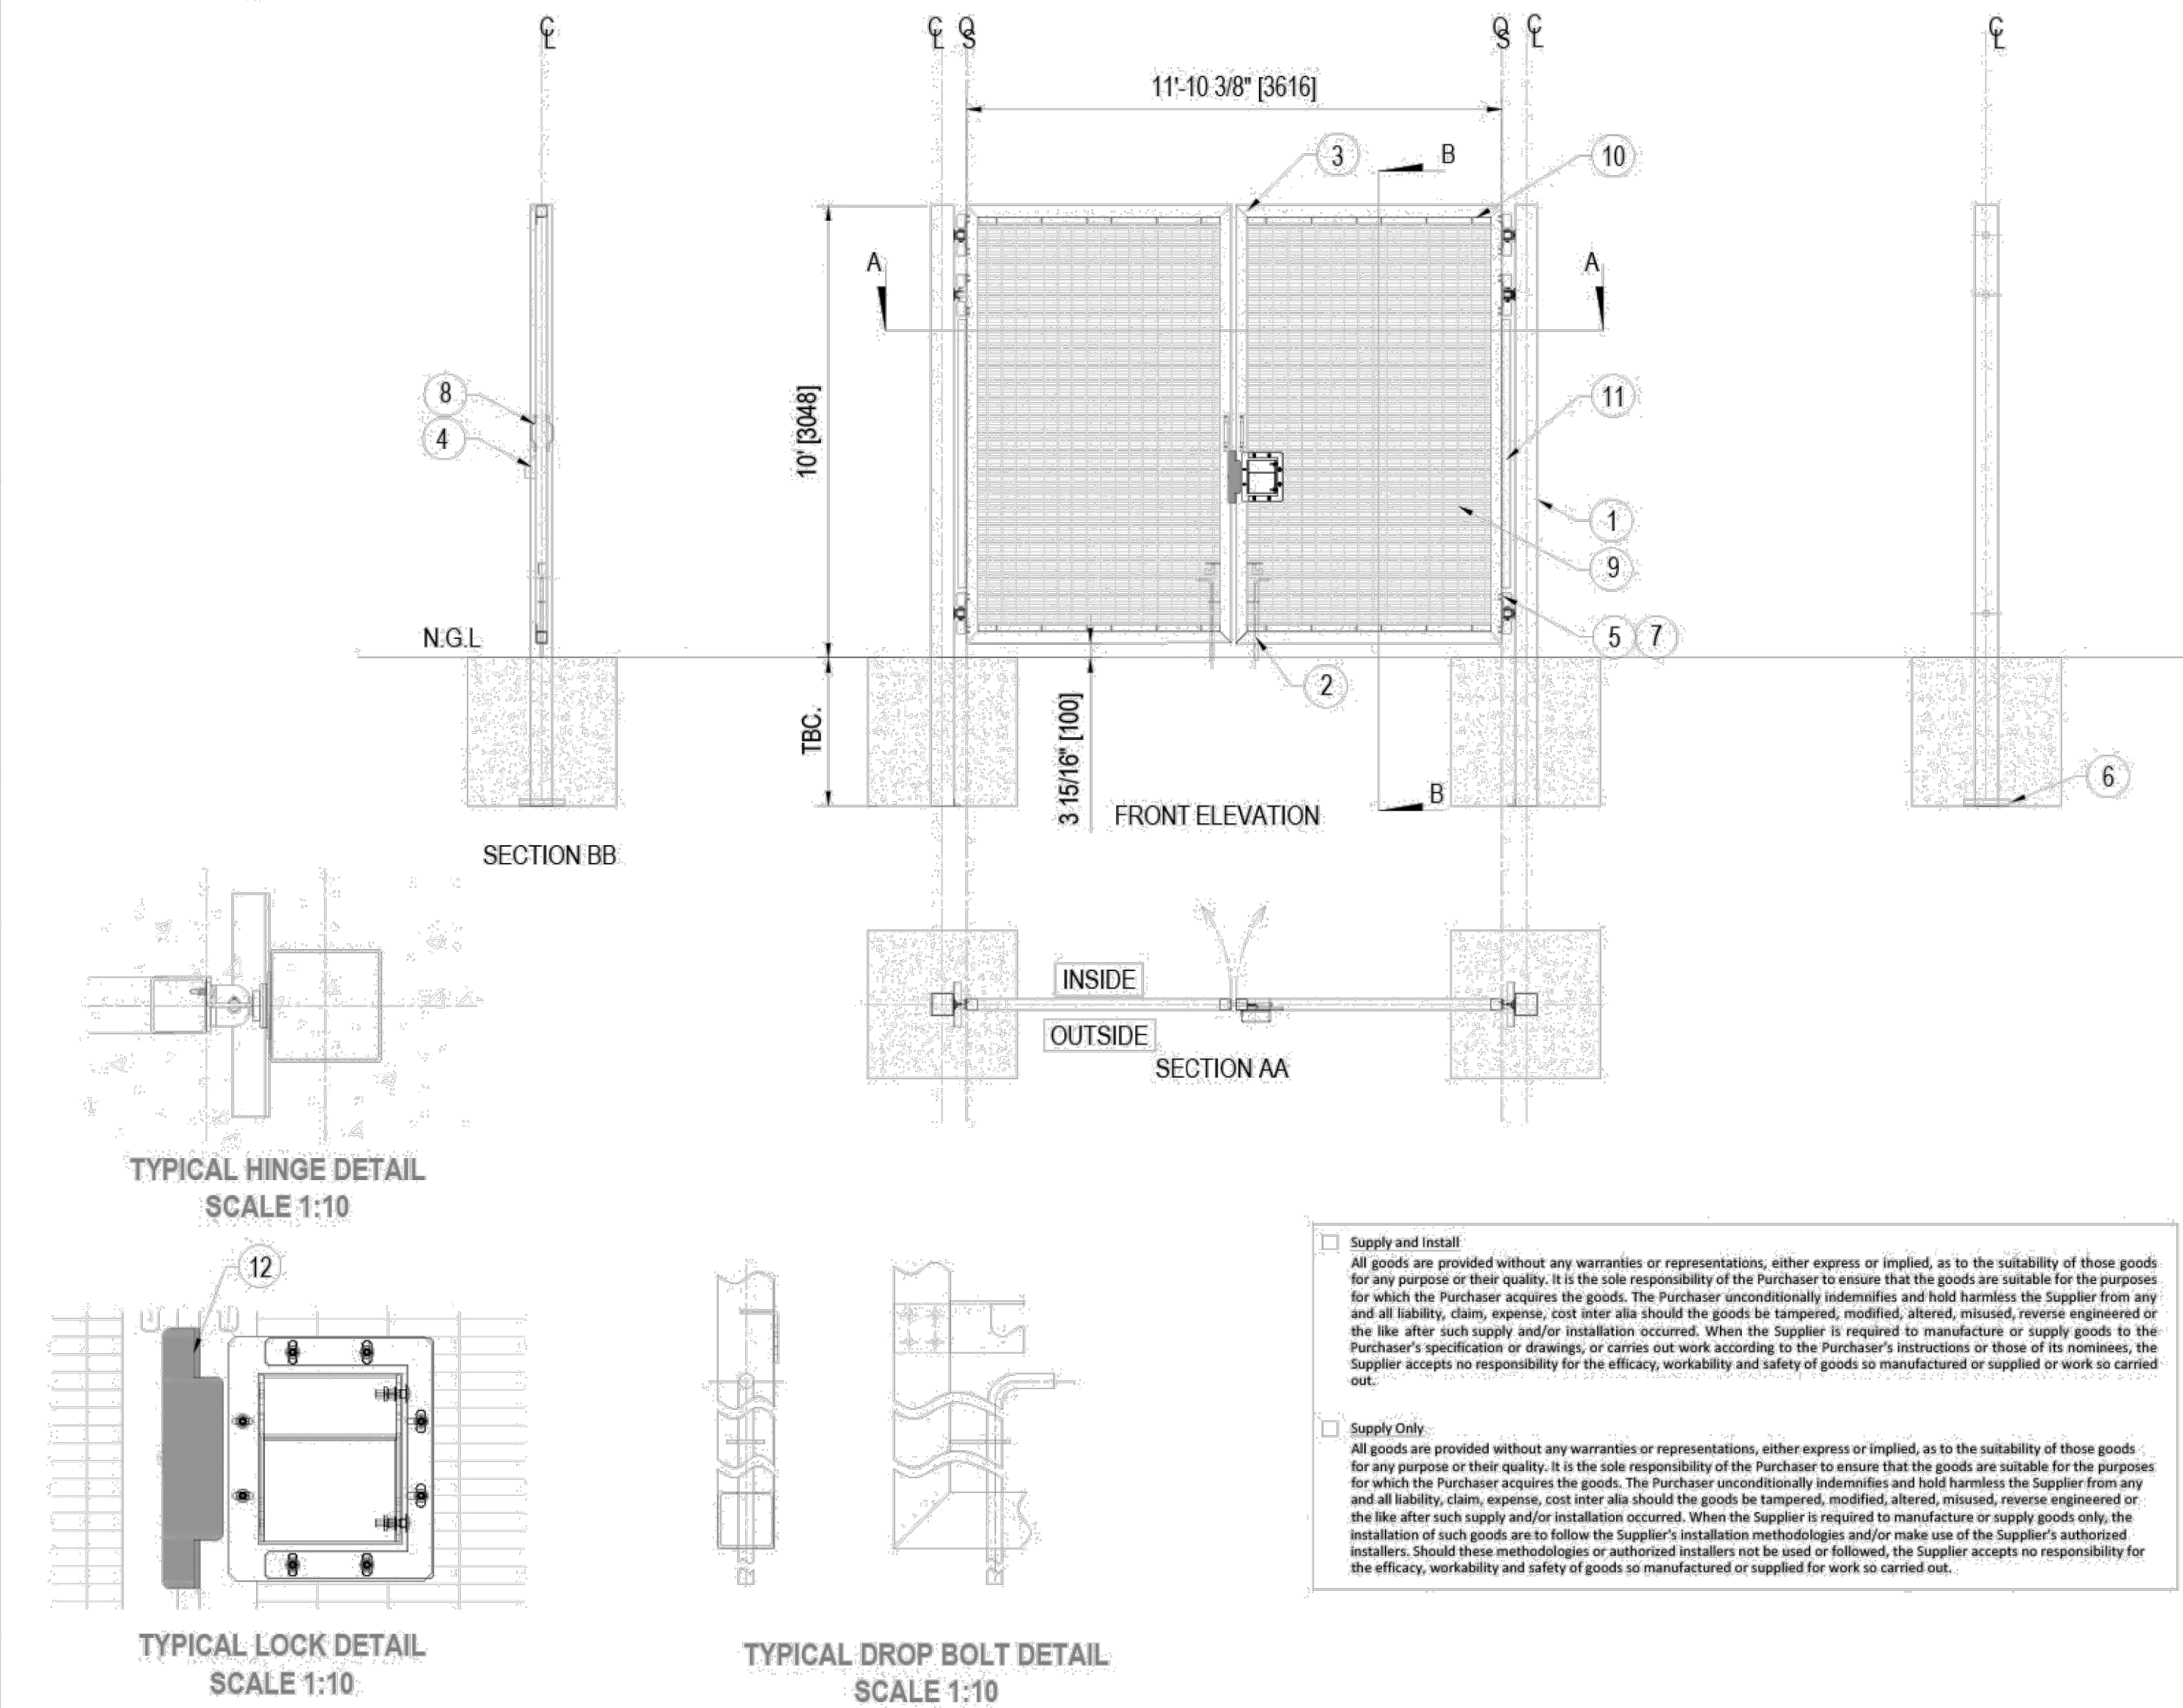 CL
CL
OS
OS
CL
CL
11'-10 3/8" [3616]
3
B
10
A
A
8
4
10' [3048]
11
1
9
5
7
N.G.L
2
TBC.
3 15/16" [100]
B
FRONT ELEVATION
6
SECTION BB
INSIDE
OUTSIDE
SECTION AA
TYPICAL HINGE DETAIL
SCALE 1:10
12
TYPICAL LOCK DETAIL
SCALE 1:10
TYPICAL DROP BOLT DETAIL
SCALE 1:10
Supply and Install
All goods are provided without any warranties or representations, either express or implied, as to the suitability of those goods
for any purpose or their quality. It is the sole responsibility of the Purchaser to ensure that the goods are suitable for the purposes
for which the Purchaser acquires the goods. The Purchaser unconditionally indemnifies and hold harmless the Supplier from any
and all liability, claim, expense, cost inter alia should the goods be tampered, modified, altered, misused, reverse engineered or
the like after such supply and/or installation occurred. When the Supplier is required to manufacture or supply goods to the
Purchaser's specification or drawings, or carries out work according to the Purchaser's instructions or those of its nominees, the
Supplier accepts no responsibility for the efficacy, workability and safety of goods so manufactured or supplied or work so carried
out.
Supply Only
All goods are provided without any warranties or representations, either express or implied, as to the suitability of those goods
for any purpose or their quality. It is the sole responsibility of the Purchaser to ensure that the goods are suitable for the purposes
for which the Purchaser acquires the goods. The Purchaser unconditionally indemnifies and hold harmless the Supplier from any
and all liability, claim, expense, cost inter alia should the goods be tampered, modified, altered, misused, reverse engineered or
the like after such supply and/or installation occurred. When the Supplier is required to manufacture or supply goods only, the
installation of such goods are to follow the Supplier's installation methodologies and/or make use of the Supplier's authorized
installers. Should these methodologies or authorized installers not be used or followed, the Supplier accepts no responsibility for
the efficacy, workability and safety of goods so manufactured or supplied for work so carried out.